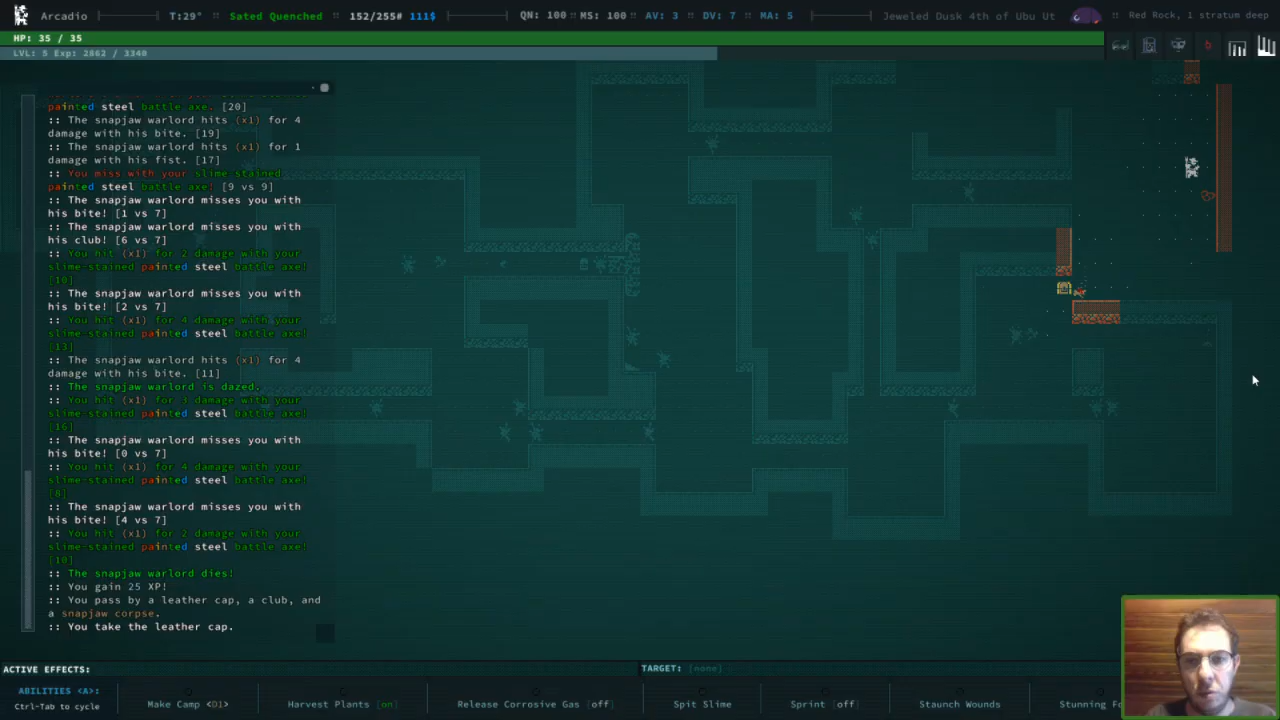 Arcadio T:29° :: Sated Quenched :: 152/255# 111$ QN: 100 :: MS: 100 :: AV: 3 :: DV: 7 :: MA: 5 Jeweled Dusk 4th of Ubu Ut Red Rock, 1 stratum deep
HP: 35 / 35
LVL: 5 Exp: 2862 / 3340
painted steel battle axe. [20]
:: The snapjaw warlord hits (x1) for 4
damage with his bite. [19]
:: The snapjaw warlord hits (x1) for 1
damage with his fist. [17]
:: You miss with your slime-stained
painted steel battle axe! [9 vs 9]
:: The snapjaw warlord misses you with
his bite! [1 vs 7]
:: The snapjaw warlord misses you with
his club! [6 vs 7]
:: You hit (x1) for 2 damage with your
slime-stained painted steel battle axe!
[10]
:: The snapjaw warlord misses you with
his bite! [2 vs 7]
:: You hit (x1) for 4 damage with your
slime-stained painted steel battle axe!
[13]
:: The snapjaw warlord hits (x1) for 4
damage with his bite. [11]
:: The snapjaw warlord is dazed.
:: You hit (x1) for damage with your
slime-stained painted steel battle axe!
[16]
:: The snapjaw warlord misses you with
his bite! [0 vs 7]
:: You hit (x1) for 4 damage with your
slime-stained painted steel battle axe!
[8]
:: The snapjaw warlord misses you with
his bite! [4 vs 7]
:: You hit (x1) for 2 damage with your
slime-stained painted steel battle axe!
[10]
:: The snapjaw warlord dies!
:: You gain 25 XP!
:: You pass by a leather cap, a club, and
a snapjaw corpse.
:: You take the leather cap.
ACTIVE EFFECTS: TARGET: [none]
ABILITIES <A>:
Ctrl-Tab to cycle
Make Camp <01> Harvest Plants [on] Release Corrosive Gas [off] Spit Slime Sprint [off] Staunch Wounds Stunning Fo